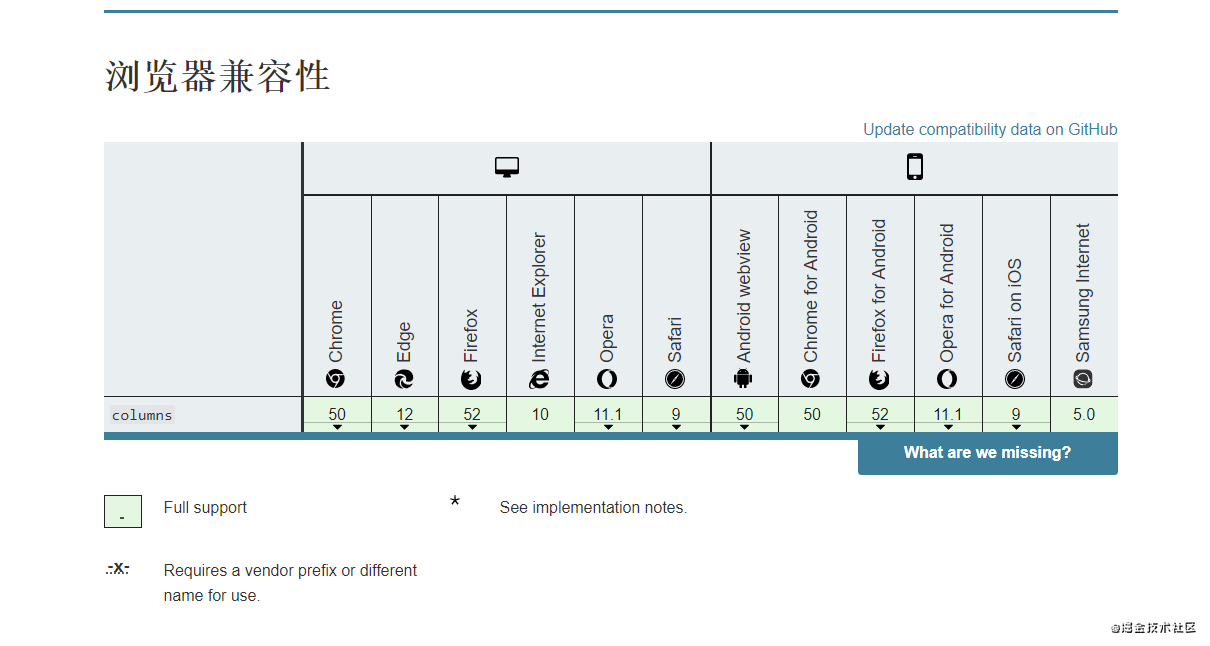 浏览器兼容性
Update compatibility data on GitHub
Chrome
Edge
Firefox
Internet Explorer
Opera
Safari
Android webview
Chrome for Android
Firefox for Android
Opera for Android
Safari on iOS
Samsung Internet
columns 50 12 52 10 11.1 9 50 50 52 11.1 9 5.0
What are we missing?
Full support * See implementation notes.
-x- Requires a vendor prefix or different
name for use.
@掘金技术社区